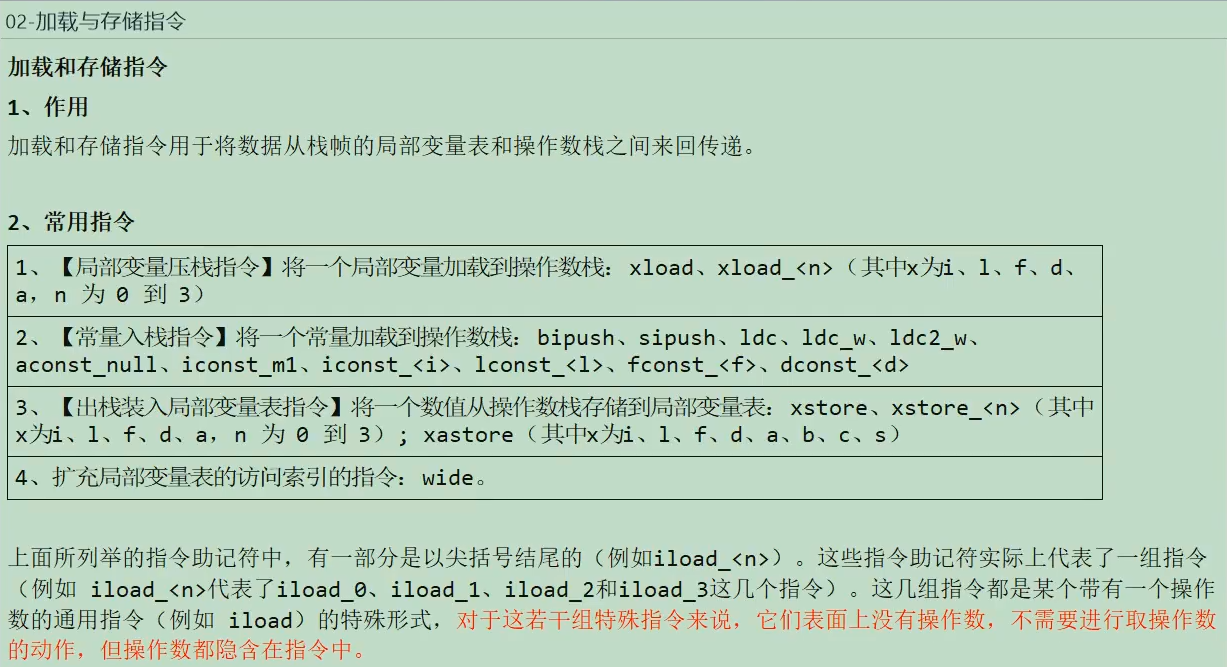 02-加载与存储指令
加载和存储指令
1、作用
加载和存储指令用于将数据从栈帧的局部变量表和操作数栈之间来回传递。
2、常用指令
1、【局部变量压栈指令】将一个局部变量加载到操作数栈：xload、xload_<n>（其中x为i、l、f、d、
a，n 为 0 到 3）
2、【常量入栈指令】将一个常量加载到操作数栈：bipush、sipush、ldc、ldc_w、ldc2_w、
aconst_null、iconst_m1、iconst_<i>、lconst_<l>、fconst_<f>、dconst_<d>
3、【出栈装入局部变量表指令】将一个数值从操作数栈存储到局部变量表：xstore、xstore_<n>（其中
x为i、l、f、d、a，n 为 0 到 3）; xastore（其中x为i、l、f、d、a、b、c、s）
4、扩充局部变量表的访问索引的指令：wide。
上面所列举的指令助记符中，有一部分是以尖括号结尾的（例如iload_<n>）。这些指令助记符实际上代表了一组指令
（例如 iload_<n>代表了iload_0、iload_1、iload_2和iload_3这几个指令）。这几组指令都是某个带有一个操作
数的通用指令（例如 iload）的特殊形式，对于这若干组特殊指令来说，它们表面上没有操作数，不需要进行取操作数
的动作，但操作数都隐含在指令中。